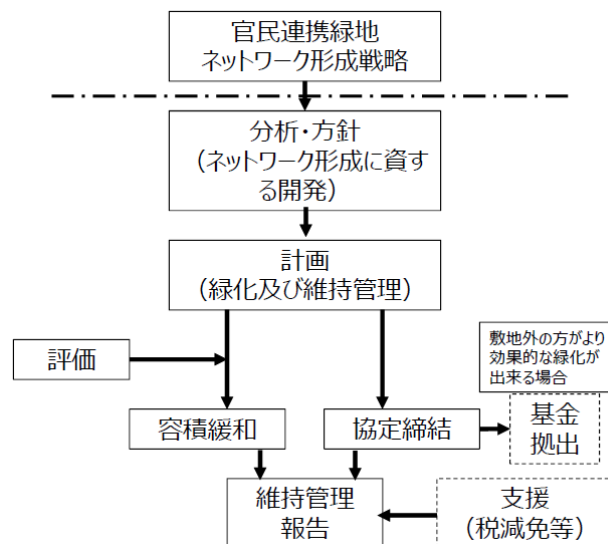 官民連携緑地
ネットワーク形成戦略
分析・方針
（ネットワーク形成に資す
る開発）
計画
（緑化及び維持管理）
評価
敷地外の方がより
効果的な緑化が
出来る場合
容積緩和
協定締結
基金
拠出
維持管理
報告
支援
（税減免等）